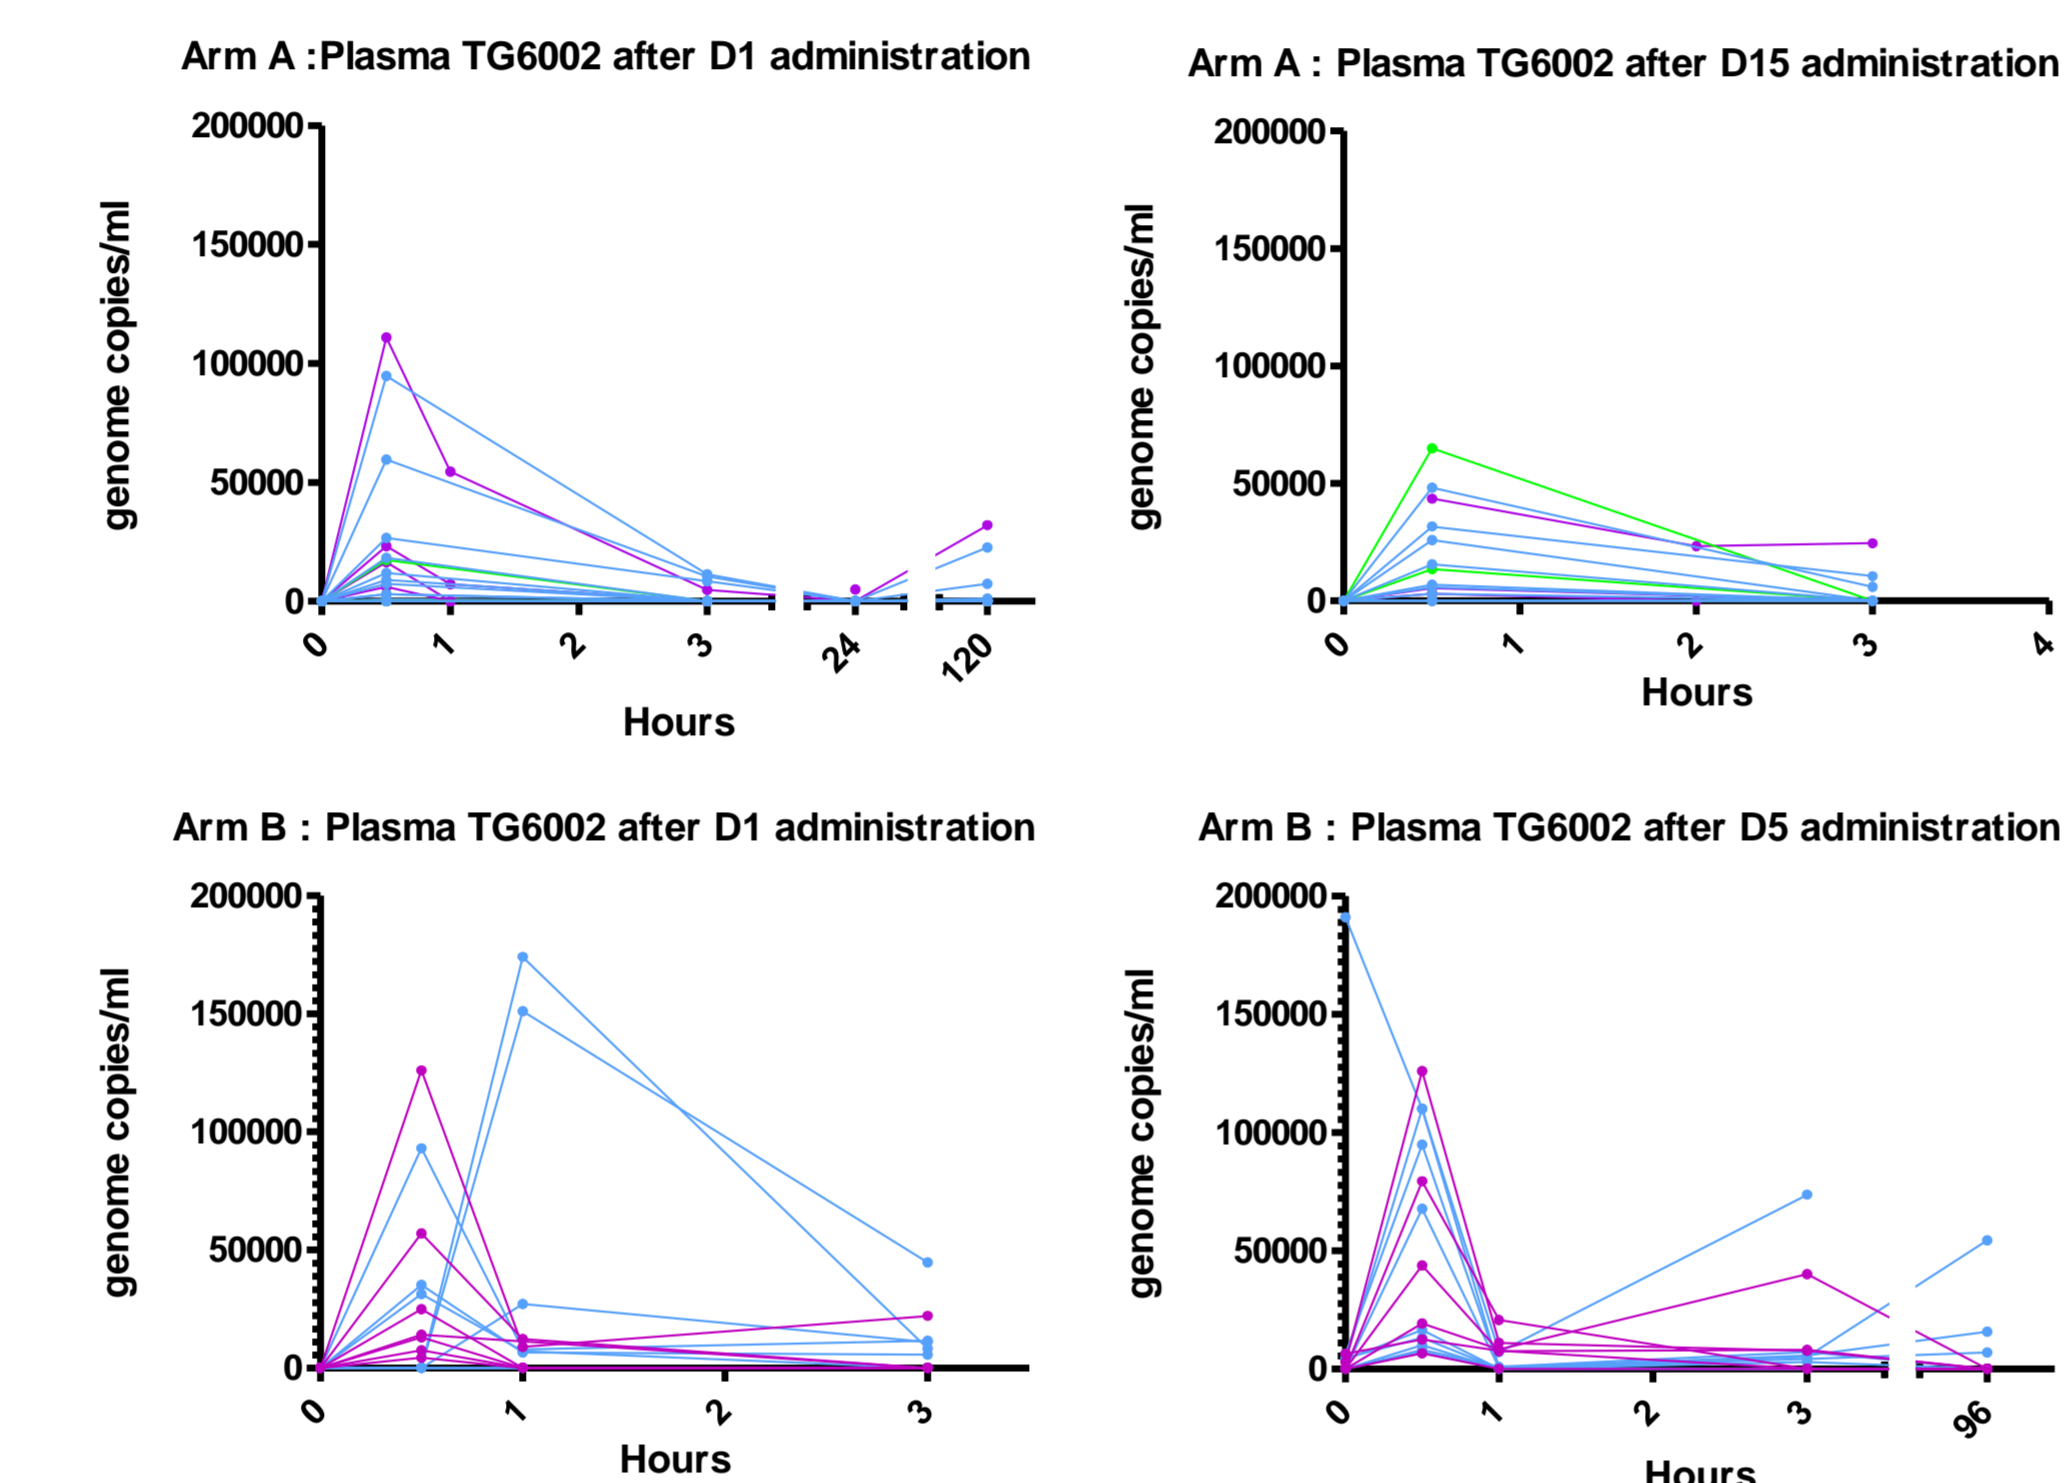 Arm A :Plasma TG6002 after D1 administration
genome copies/ml
200000
150000
100000
50000
0
0 1 2 3 24 120
Hours
Arm A : Plasma TG6002 after D15 administration
genome copies/ml
200000
150000
100000
50000
0
0 1 2 3 4
Hours
Arm B : Plasma TG6002 after D1 administration
genome copies/ml
200000
150000
100000
50000
0
0 1 2 3
Hours
Arm B : Plasma TG6002 after D5 administration
genome copies/ml
200000
150000
100000
50000
0
0 1 2 3 96
Hours